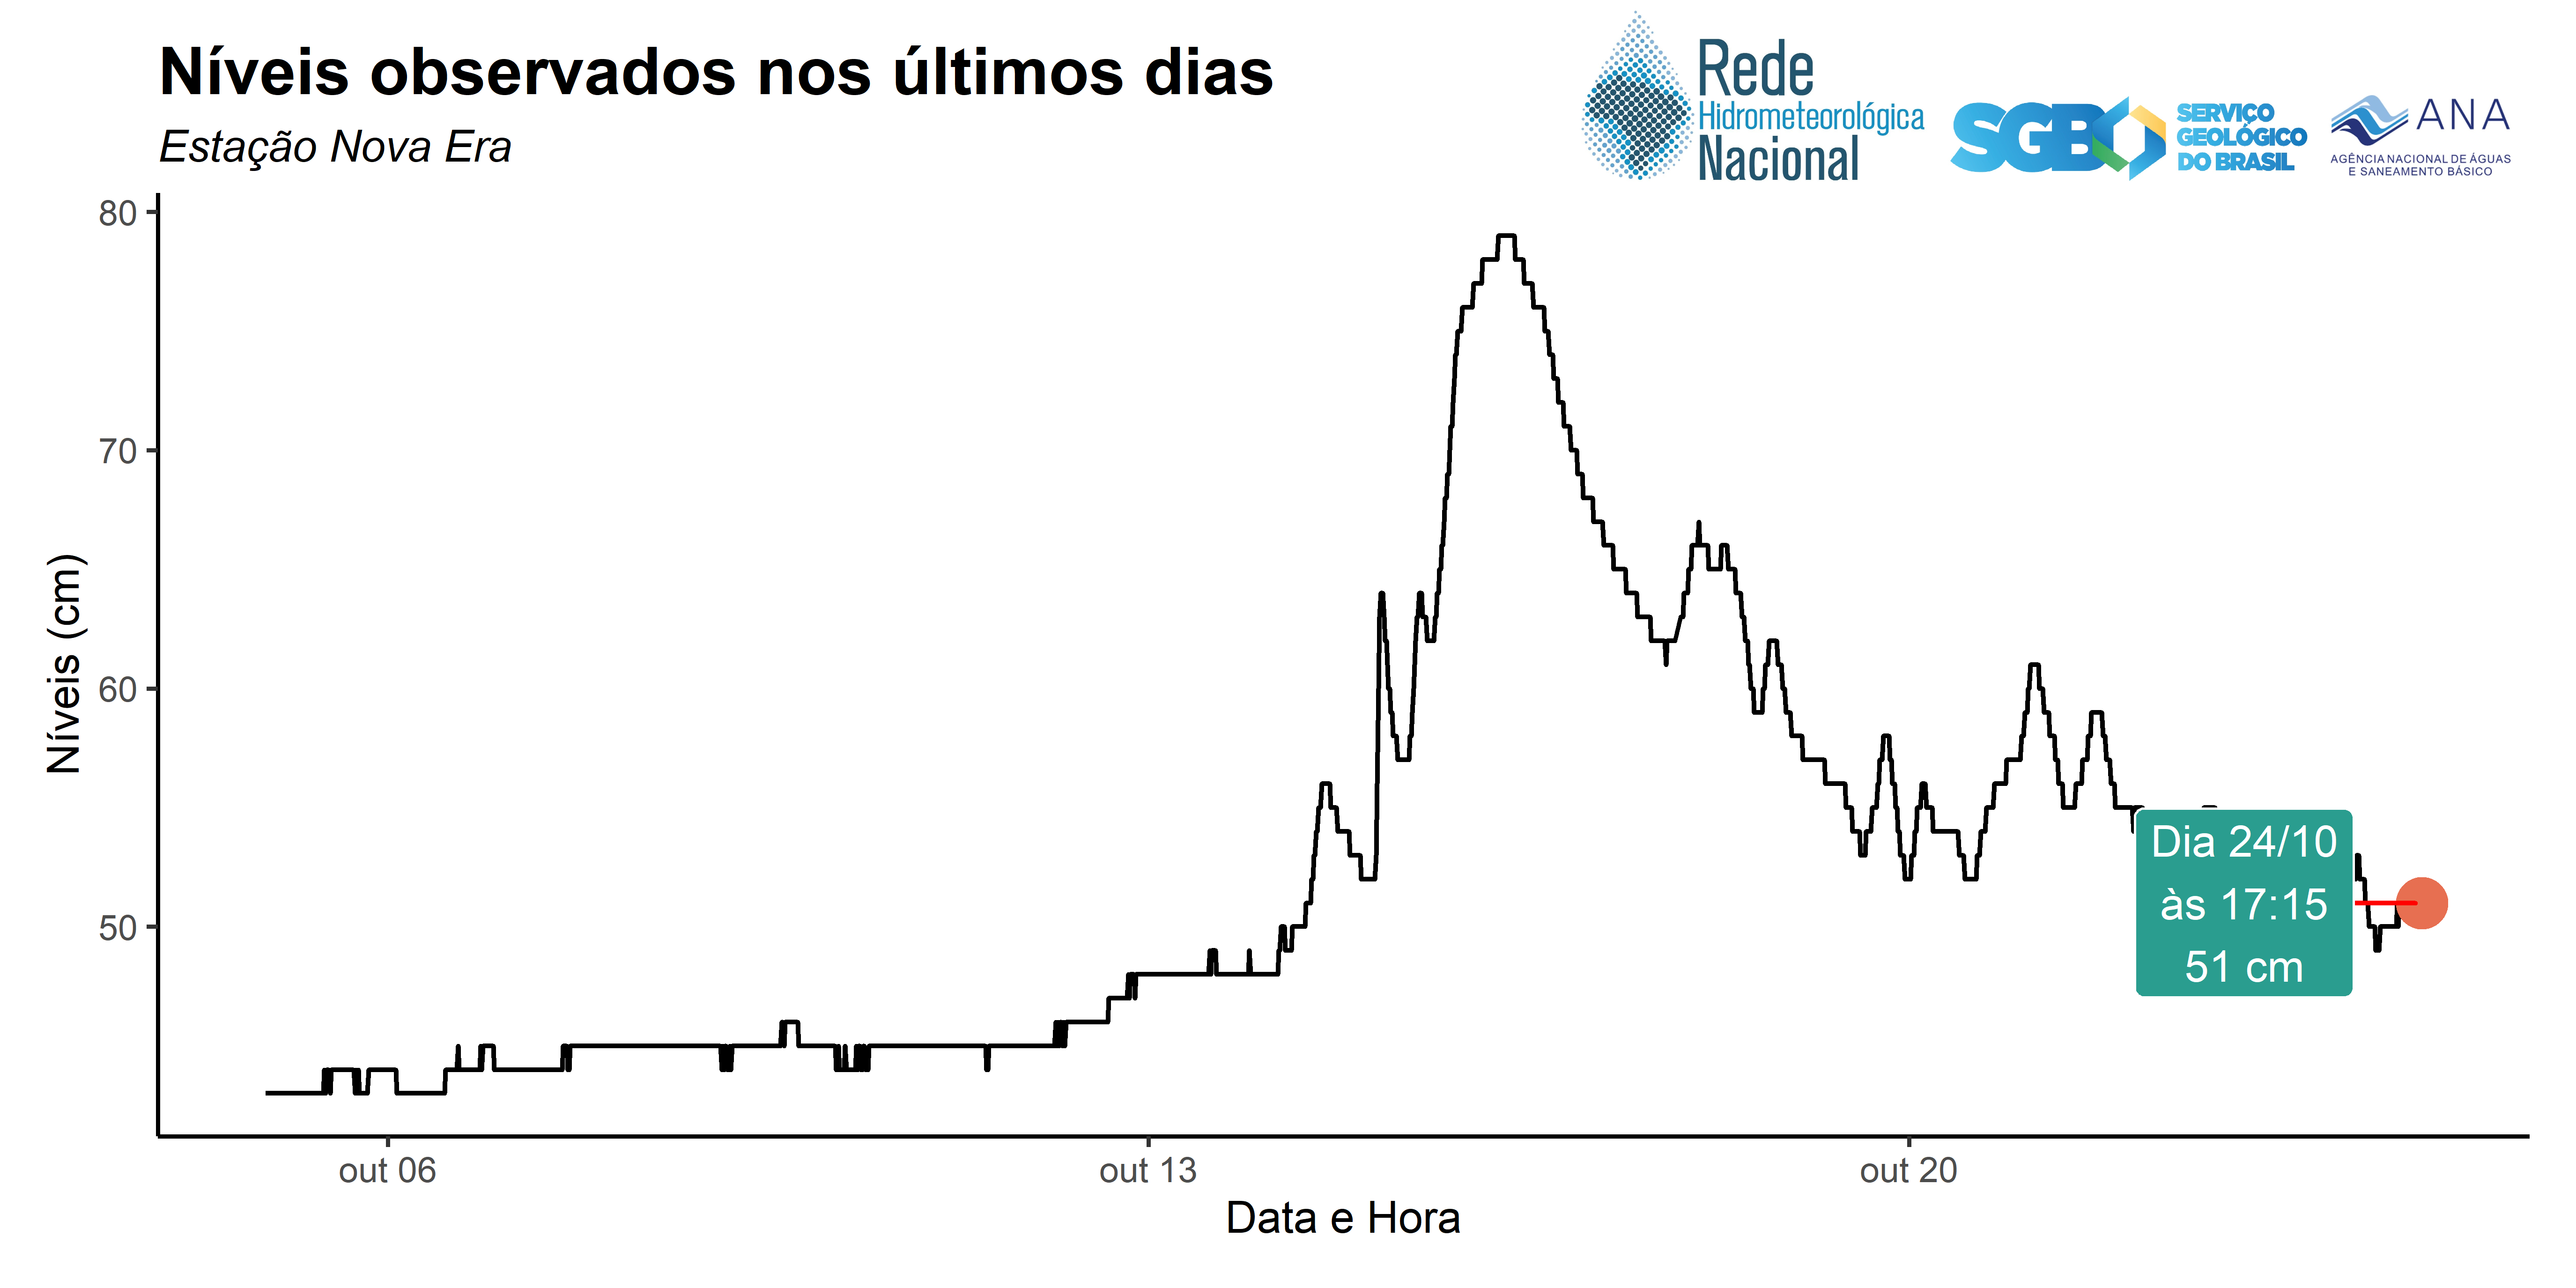 Níveis observados nos últimos dias
Estação Nova Era
Rede
Hidrometeorológica
Nacional
SGB
SERVIÇO
GEOLÓGICO
DO BRASIL
ANA
AGÊNCIA NACIONAL DE ÁGUAS
E SANEAMENTO BÁSICO
80
70
60
50
Níveis (cm)
Dia 24/10
às 17:15
51 cm
out 06
out 13
out 20
Data e Hora